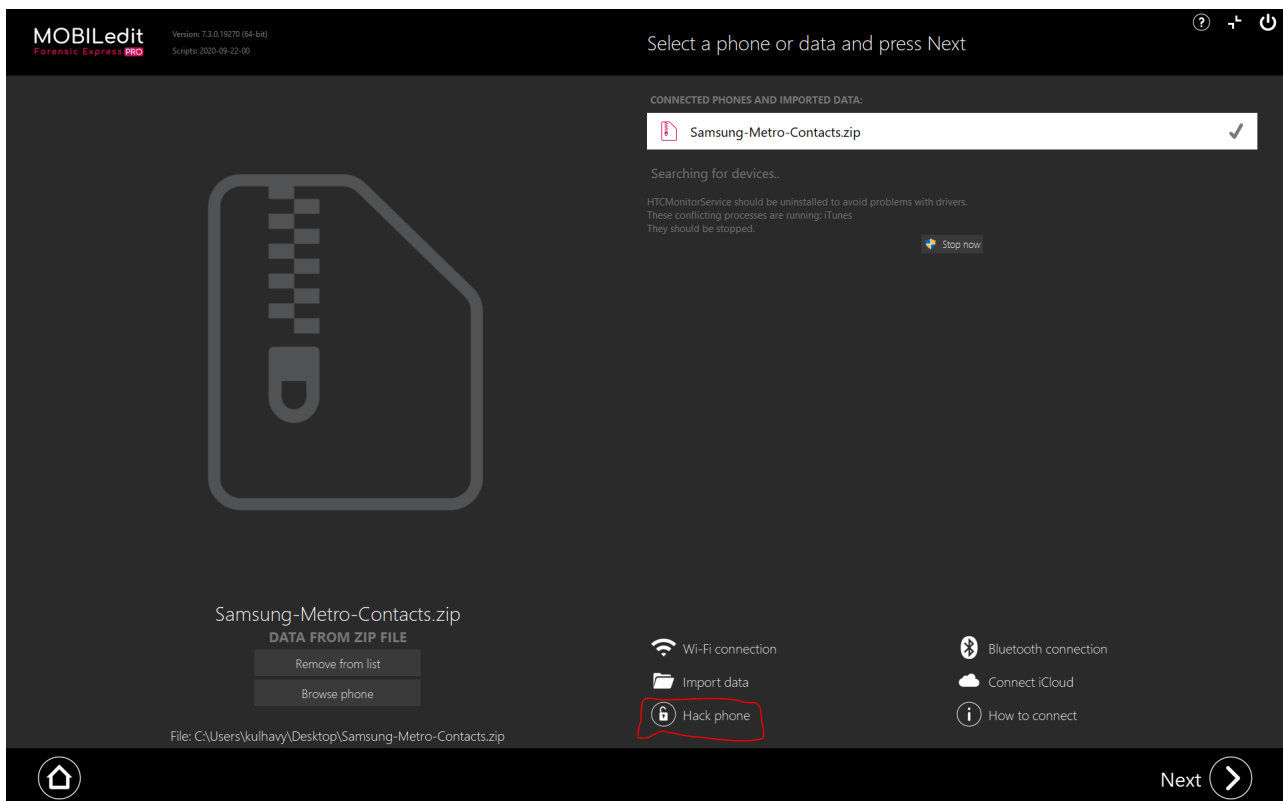 MOBILedit
Forensic Express PRO
Version: 7.3.0.19270 (64-bit)
Scripts: 2020-09-22-00
Select a phone or data and press Next
?
CONNECTED PHONES AND IMPORTED DATA:
Samsung-Metro-Contacts.zip
Searching for devices..
HTCMonitorService should be uninstalled to avoid problems with drivers.
These conflicting processes are running: iTunes
They should be stopped.
Stop now
Samsung-Metro-Contacts.zip
DATA FROM ZIP FILE
Remove from list
Browse phone
File: C:\Users\kulhavy\Desktop\Samsung-Metro-Contacts.zip
Wi-Fi connection
Bluetooth connection
Import data
Connect iCloud
Hack phone
How to connect
Next